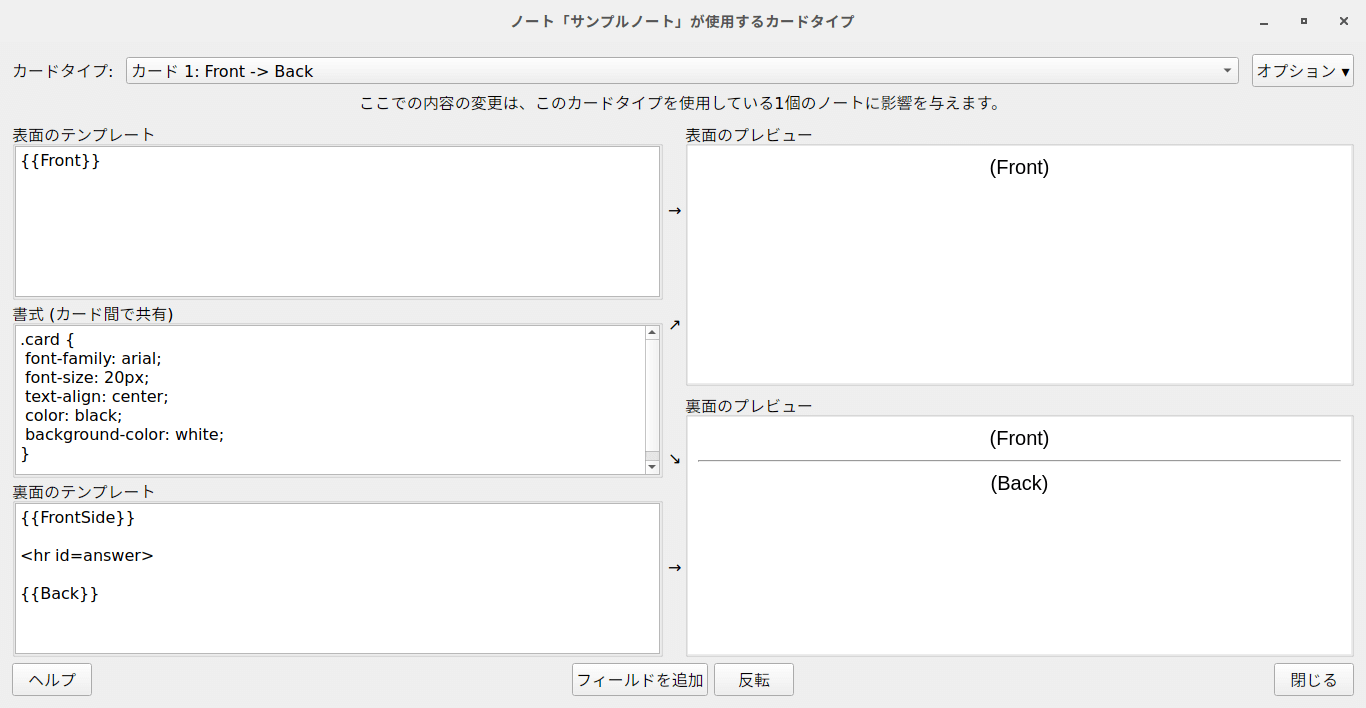 ノート「サンプルノート」が使用するカードタイプ
カードタイプ: カード 1: Front -> Back オプション ▾
ここでの内容の変更は、このカードタイプを使用している1個のノートに影響を与えます。
表面のテンプレート
{{Front}}
書式 (カード間で共有)
.card {
 font-family: arial;
 font-size: 20px;
 text-align: center;
 color: black;
 background-color: white;
}
裏面のテンプレート
{{FrontSide}}
<hr id=answer>
{{Back}}
→
↗
↘
→
表面のプレビュー
(Front)
裏面のプレビュー
(Front)
(Back)
ヘルプ フィールドを追加 反転 閉じる